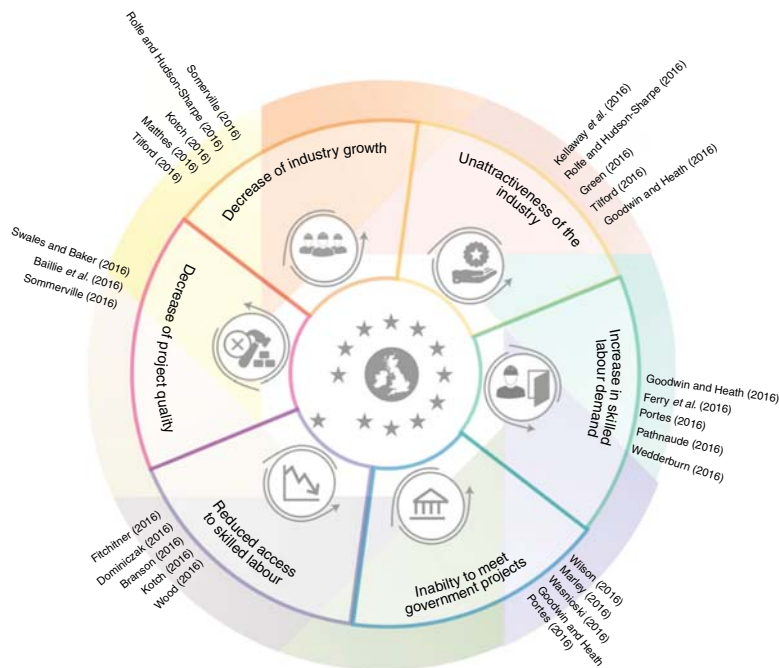 Decrease of industry growth
Somerville (2016)
Rolfe and Hudson-Sharpe (2016)
Kotch (2016)
Matthes (2016)
Tilford (2016)
Unattractiveness of the
industry
Kellaway et al. (2016)
Rolfe and Hudson-Sharpe (2016)
Green (2016)
Tilford (2016)
Goodwin and Heath (2016)
Increase in skilled
labour demand
Goodwin and Heath (2016)
Ferry et al. (2016)
Portes (2016)
Pathnaude (2016)
Wedderburn (2016)
Inabilty to meet
government projects
Wilson (2016)
Marley (2016)
Wasnioski (2016)
Goodwin and Heath
Portes (2016)
Reduced access
to skilled labour
Fitchitner (2016)
Dominiczak (2016)
Branson (2016)
Kotch (2016)
Wood (2016)
Decrease of project quality
Swales and Baker (2016)
Baillie et al. (2016)
Sommerville (2016)